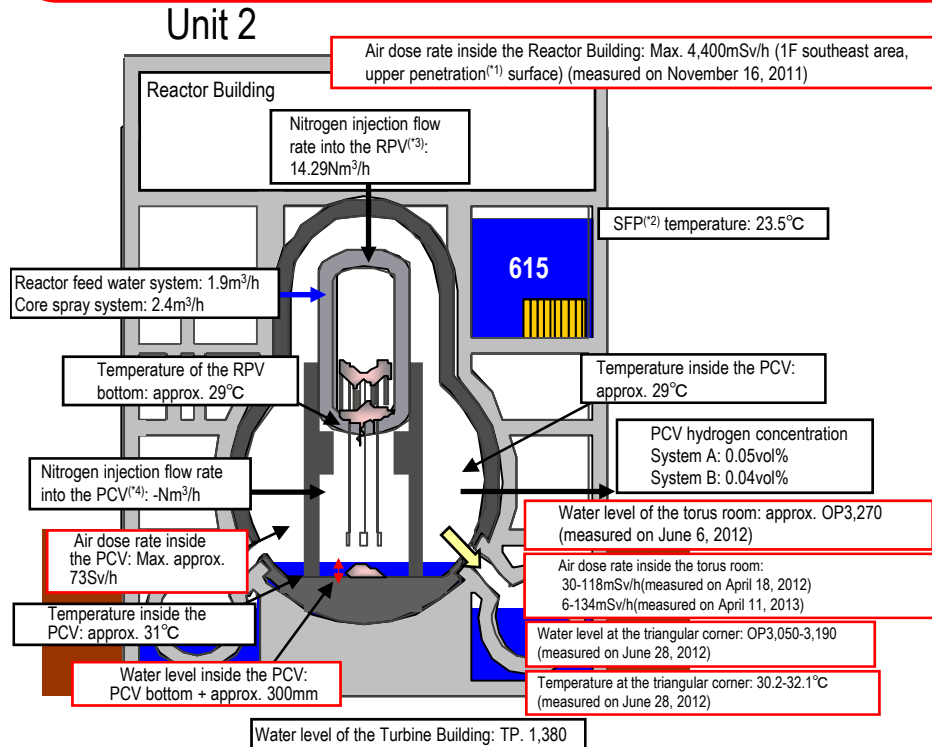 Unit 2
Air dose rate inside the Reactor Building: Max. 4,400mSv/h (1F southeast area,
upper penetration(*1) surface) (measured on November 16, 2011)
Reactor Building
Nitrogen injection flow
rate into the RPV(*3):
14.29Nm3/h
SFP(*2) temperature: 23.5℃
615
Reactor feed water system: 1.9m3/h
Core spray system: 2.4m3/h
Temperature of the RPV
bottom: approx. 29℃
Temperature inside the PCV:
approx. 29℃
PCV hydrogen concentration
System A: 0.05vol%
System B: 0.04vol%
Nitrogen injection flow rate
into the PCV(*4): -Nm3/h
Water level of the torus room: approx. OP3,270
(measured on June 6, 2012)
Air dose rate inside
the PCV: Max. approx.
73Sv/h
Air dose rate inside the torus room:
30-118mSv/h(measured on April 18, 2012)
6-134mSv/h(measured on April 11, 2013)
Temperature inside the
PCV: approx. 31℃
Water level at the triangular corner: OP3,050-3,190
(measured on June 28, 2012)
Water level inside the PCV:
PCV bottom + approx. 300mm
Temperature at the triangular corner: 30.2-32.1℃
(measured on June 28, 2012)
Water level of the Turbine Building: TP. 1,380